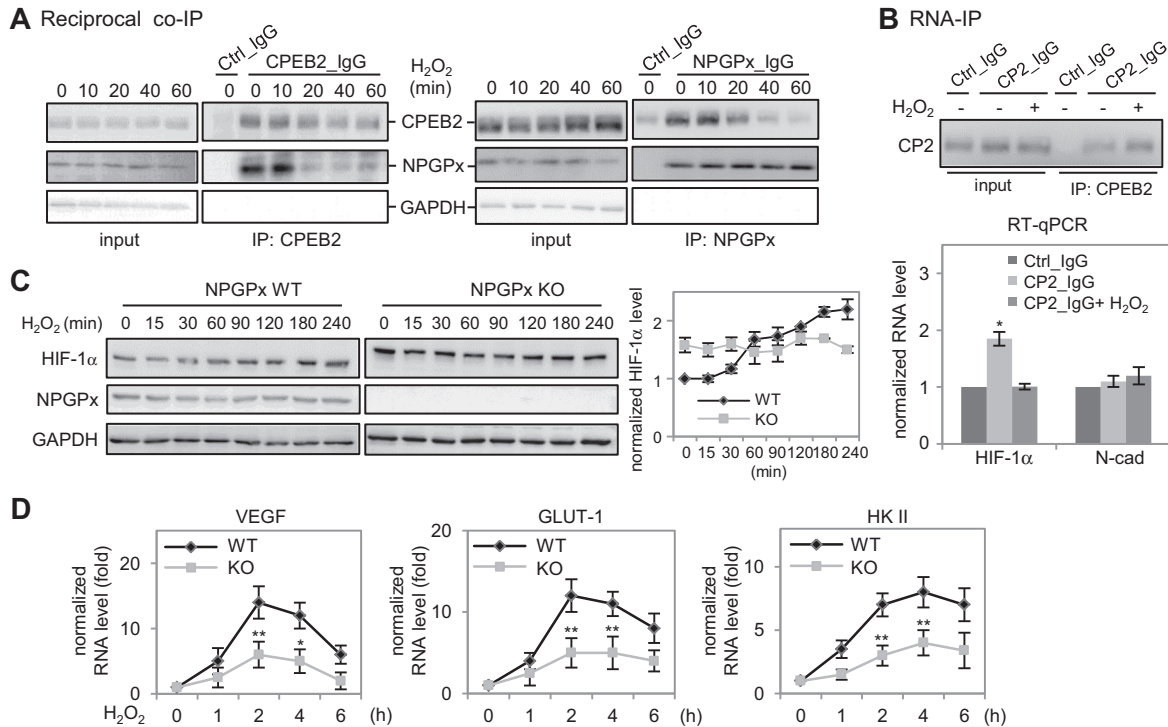 A Reciprocal co-IP
Ctrl_IgG CPEB2_IgG H2O2 (min) Ctrl_IgG NPGPx_IgG
0 10 20 40 60 0 0 10 20 40 60 0 10 20 40 60 0 0 10 20 40 60
CPEB2
NPGPx
GAPDH
input IP: CPEB2 input IP: NPGPx
B RNA-IP
Ctrl_IgG CP2_IgG Ctrl_IgG CP2_IgG
H2O2 - - + - - +
CP2
input IP: CPEB2
RT-qPCR
normalized RNA level
3
2
1
0
Ctrl_IgG
CP2_IgG
CP2_IgG+ H2O2
*
HIF-1α N-cad
C
NPGPx WT NPGPx KO
H2O2 (min) 0 15 30 60 90 120 180 240 0 15 30 60 90 120 180 240
HIF-1α
NPGPx
GAPDH
normalized HIF-1α level
2
1
0
WT
KO
0 15 30 60 90 120 180 240
(min)
D
VEGF
normalized RNA level (fold)
20
10
0
WT
KO
** *
H2O2 0 1 2 4 6 (h)
GLUT-1
normalized RNA level (fold)
20
10
0
WT
KO
** **
0 1 2 4 6 (h)
HK II
normalized RNA level (fold)
10
5
0
WT
KO
** **
0 1 2 4 6 (h)